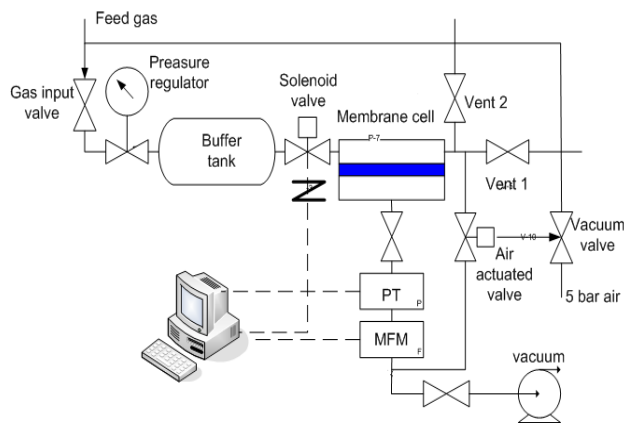 Feed gas
Preasure
regulator
Gas input
valve
Solenoid
valve
Membrane cell
P-7
Vent 2
Buffer
tank
Vent 1
Vacuum
valve
V-10
Air
actuated
valve
5 bar air
PT
P
MFM
F
vacuum